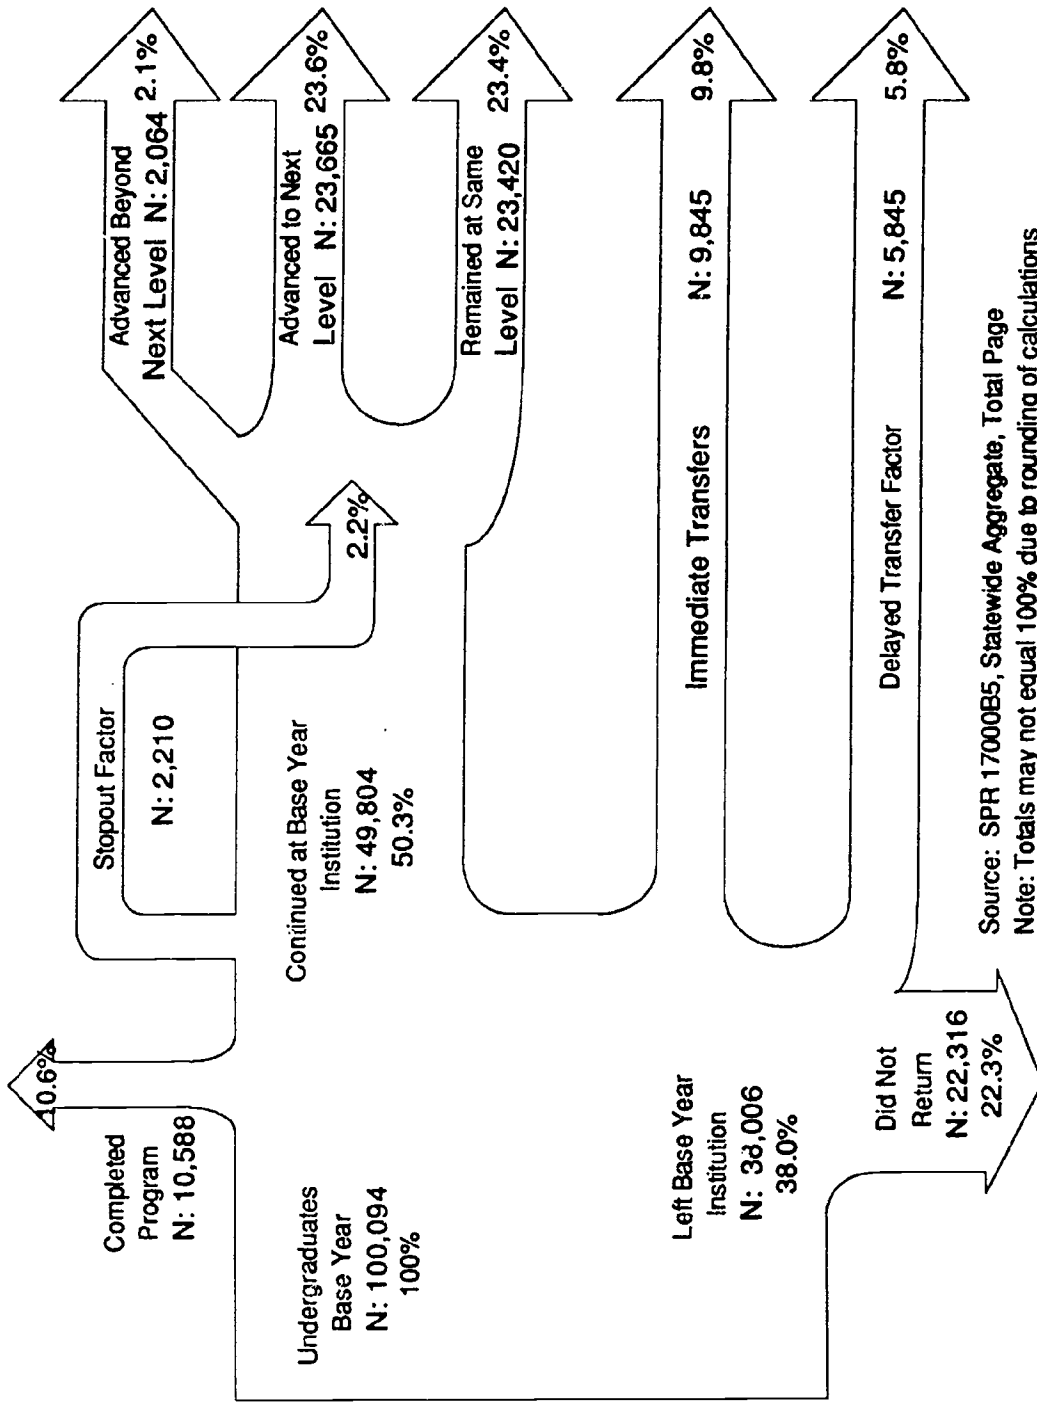 Completed
Program
N: 10,588
10.6%
Undergraduates
Base Year
N: 100,094
100%
Stopout Factor
N: 2,210
2.2%
Continued at Base Year
Institution
N: 49,804
50.3%
Advanced Beyond
Next Level N: 2,064 2.1%
Advanced to Next
Level N: 23,665 23.6%
Remained at Same
Level N: 23,420 23.4%
Left Base Year
Institution
N: 38,006
38.0%
Immediate Transfers N: 9,845 9.8%
Delayed Transfer Factor N: 5,845 5.8%
Did Not
Return
N: 22,316
22.3%
Source: SPR 17000B5, Statewide Aggregate, Total Page
Note: Totals may not equal 100% due to rounding of calculations